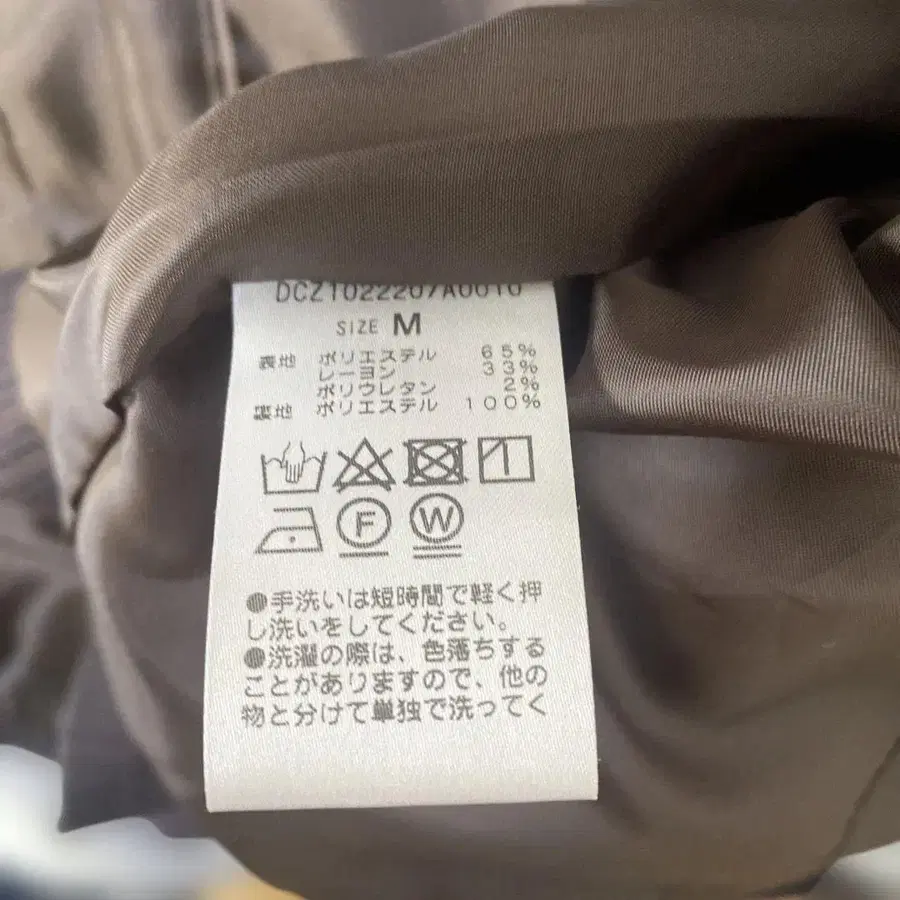 DCZ1022207A0010
SIZE M
表地 ポリエステル 65%
レーヨン 33%
ポリウレタン 2%
裏地 ポリエステル 100%
F W
●手洗いは短時間で軽く押
し洗いをしてください。
●洗濯の際は、色落ちする
ことがありますので、他の
物と分けて単独で洗ってく